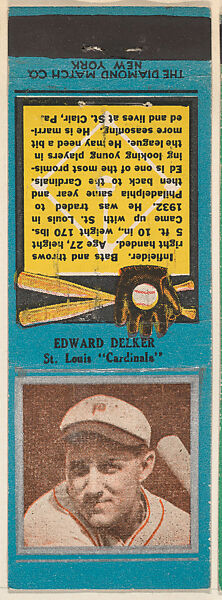 THE DIAMOND MATCH CO.
NEW YORK
Infielder. Bats and throws
right handed. Age, 27, height
5 ft. 10 in., weight 170 lbs.
Came up with St. Louis in
1932. He was traded to
Philadelphia same year and
then back to the Cardinals.
Ed is one of the most promis-
ing looking young players in
the league. may need a bit
more seasoning. He is marri-
ed and lives at St. Clair, Pa.
EDWARD DELKER
St. Louis "Cardinals"
P